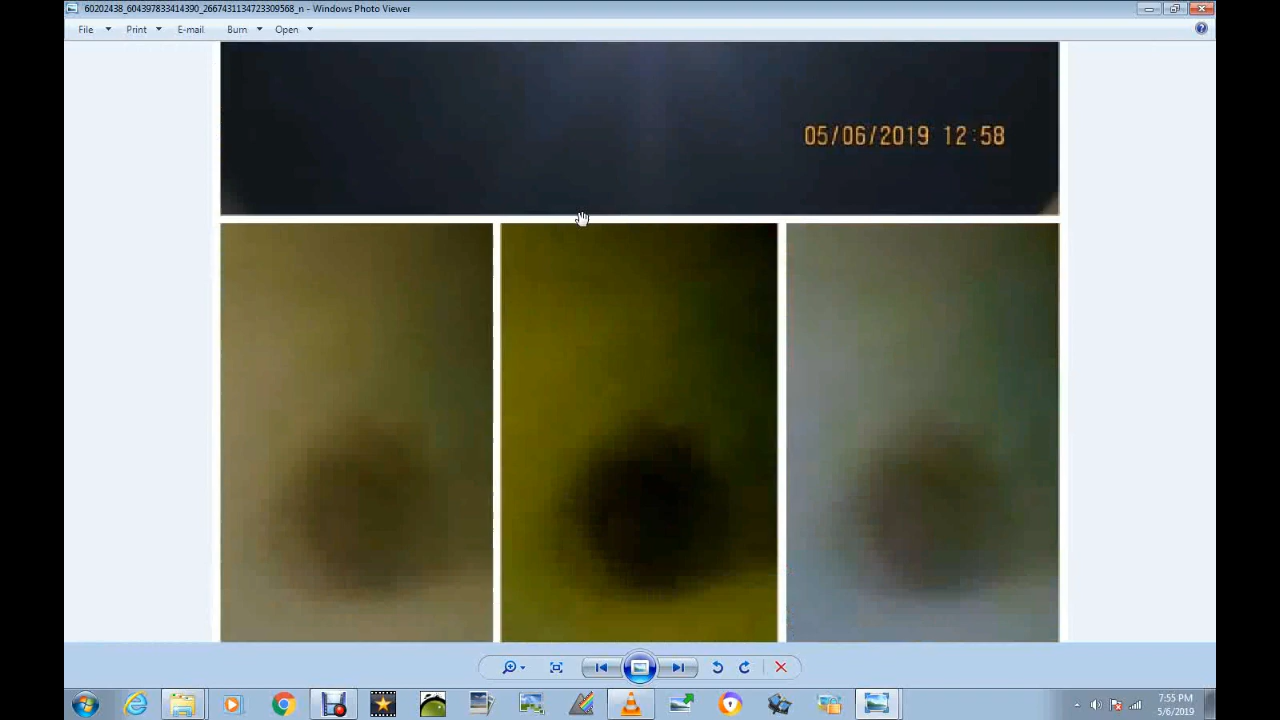 60202438_604397833414390_2667431134723309568_n - Windows Photo Viewer
File Print E-mail Burn Open
05/06/2019 12:58
7:55 PM
5/6/2019